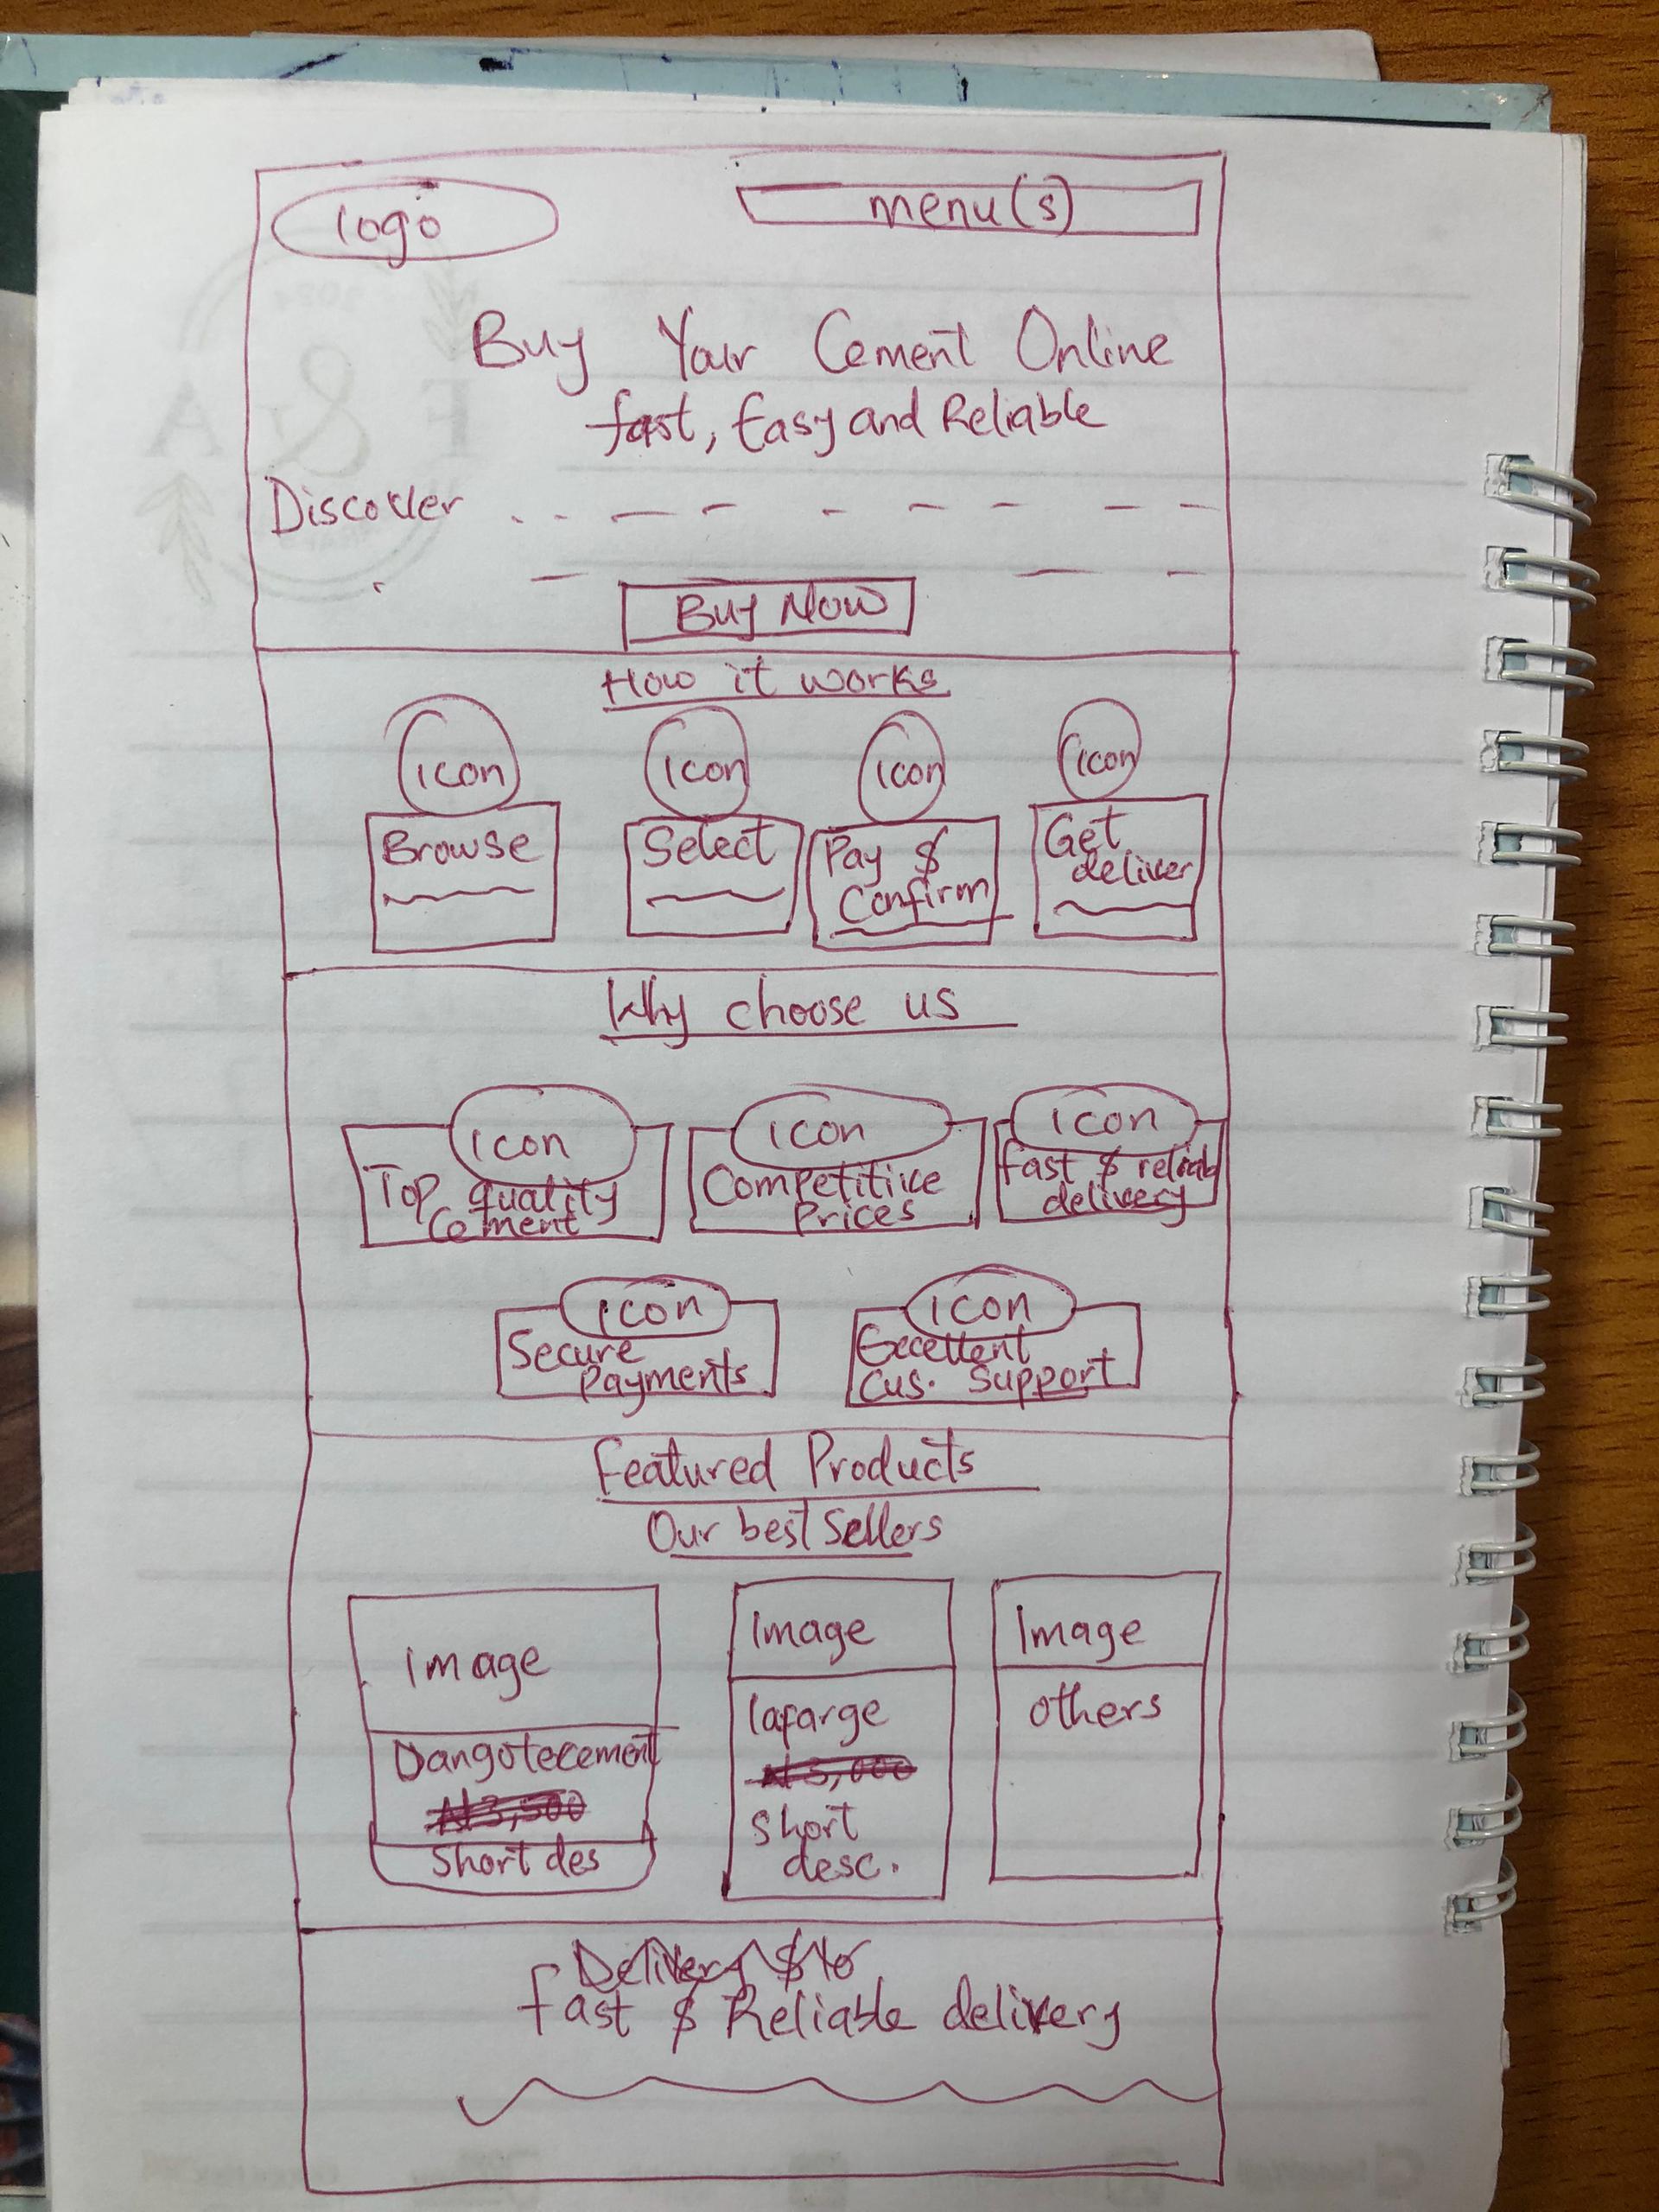 logo
menu(s)
Buy Your Cement Online
fast, Easy and Reliable
Discover
Buy Now
How it works
icon icon icon icon
Browse
Select
Pay $
Confirm
Get
deliver
Why choose us
icon icon icon
Top quality
Cement
Competitive
Prices
fast $ reliab
delivery
icon icon
Secure
Payments
Excellent
Cus. Support
Featured Products
Our best Sellers
Image
Dangotecement
₦3,500
Short des
Image
lafarge
₦5,000
short
desc.
Image
others
Delivery $
fast $ Reliable delivery
2024
&